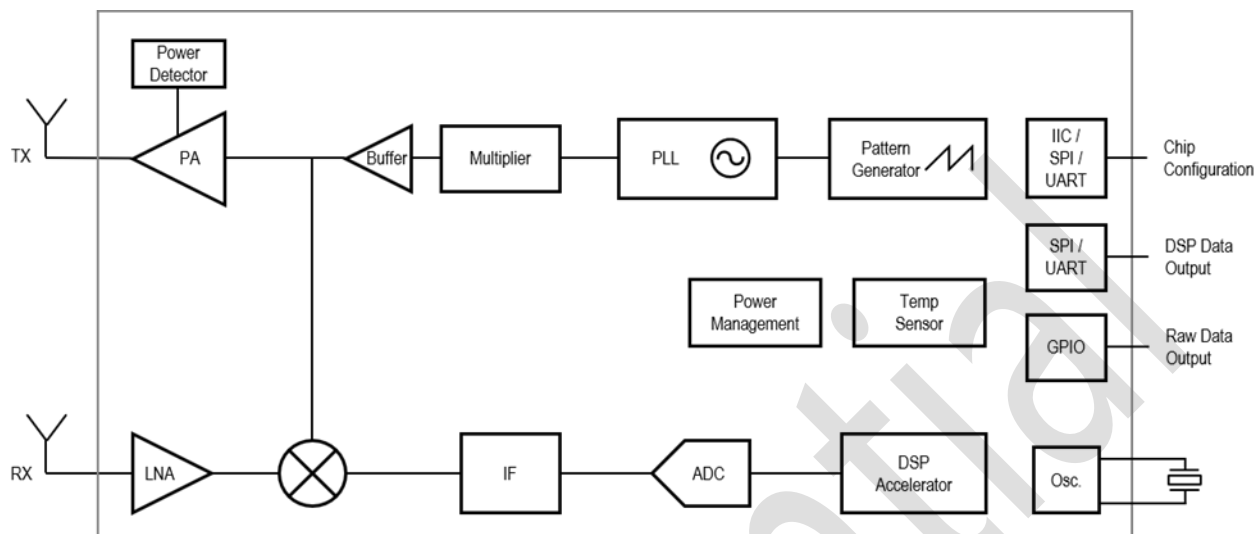 Power
Detector
TX
PA
Buffer
Multiplier
PLL
Pattern
Generator
IIC /
SPI /
UART
Chip
Configuration
SPI /
UART
DSP Data
Output
Power
Management
Temp
Sensor
GPIO
Raw Data
Output
RX
LNA
IF
ADC
DSP
Accelerator
Osc.
ntial